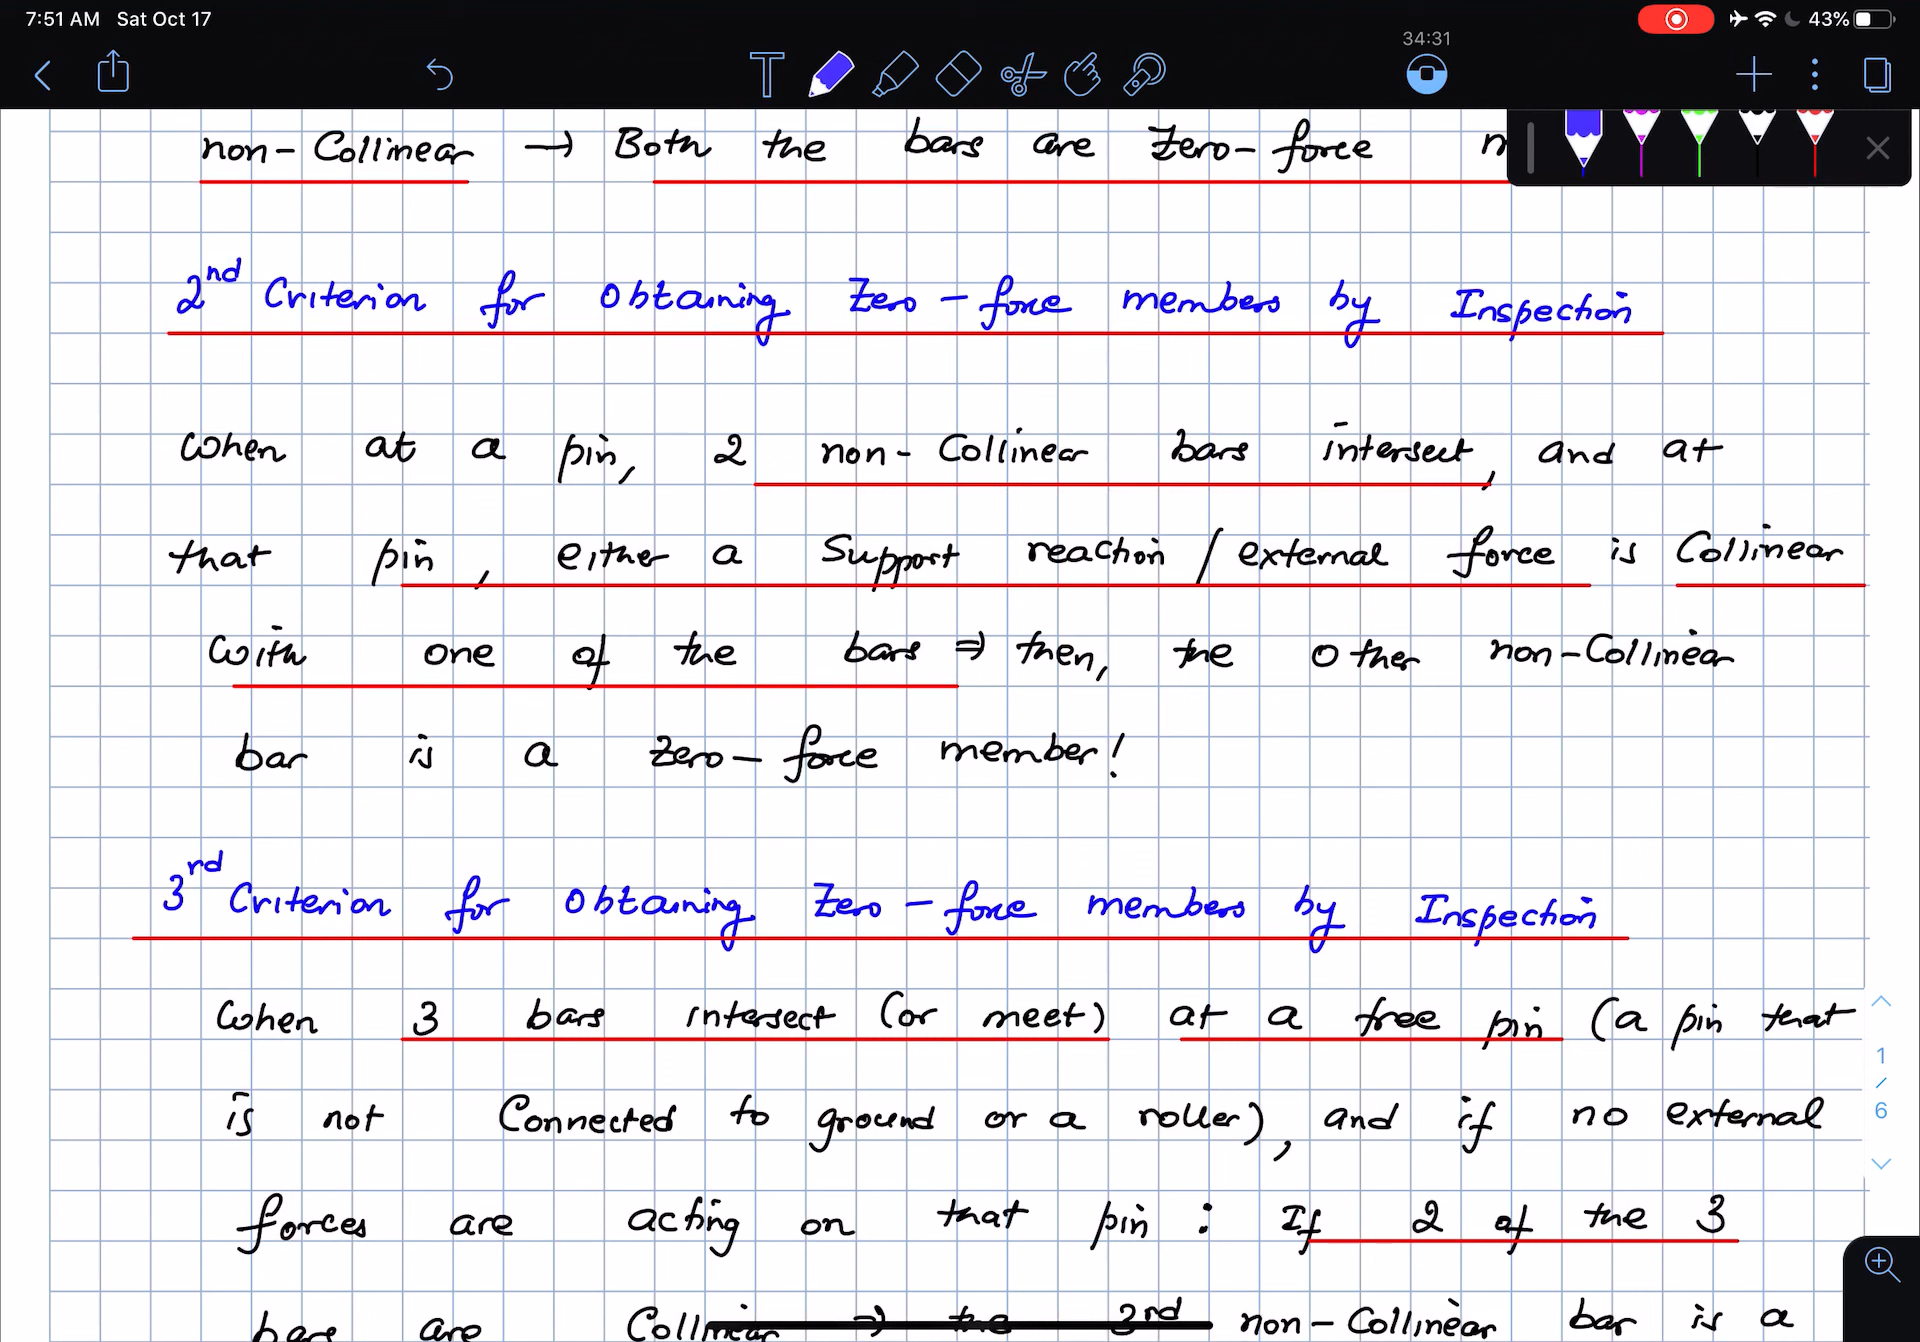 7:51 AM Sat Oct 17
43%
34:31
non-Collinear → Both the bars are Zero-force
2nd Criterion for Obtaining Zero-force members by Inspection
When at a pin, 2 non-Collinear bars intersect, and at
that pin, either a Support reaction / external force is Collinear
With one of the bars ⇒ then, the other non-Collinear
bar is a Zero-force member!
3rd Criterion for Obtaining Zero-force members by Inspection
When 3 bars intersect (or meet) at a free pin (a pin that
is not Connected to ground or a roller), and if no external
forces are acting on that pin : If 2 of the 3
bars are Collinear ⇒ the 3rd non-Collinear bar is a
1
/
6